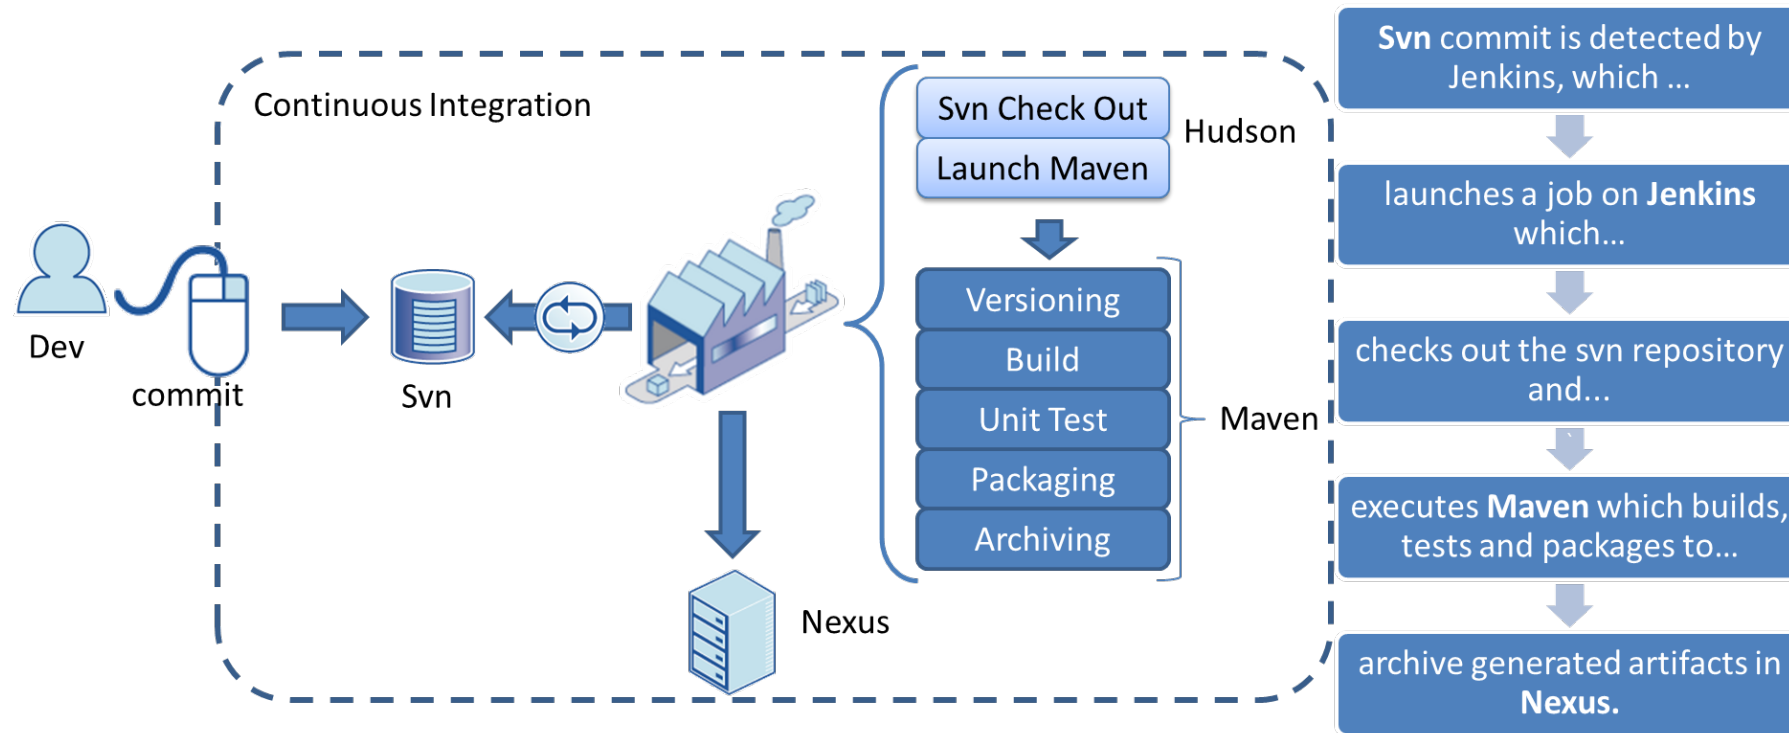 Continuous Integration
Dev
commit
Svn
Nexus
Svn Check Out
Launch Maven
Hudson
Versioning
Build
Unit Test
Packaging
Archiving
Maven
Svn commit is detected by
Jenkins, which ...
launches a job on Jenkins
which...
checks out the svn repository
and...
executes Maven which builds,
tests and packages to...
archive generated artifacts in
Nexus.